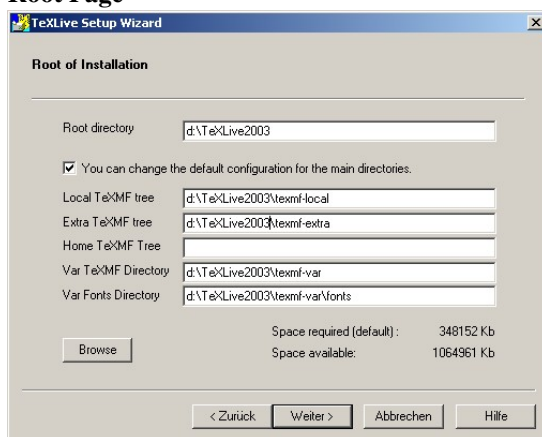 Root Page
TeXLive Setup Wizard
Root of Installation
Root directory d:\TeXLive2003
You can change the default configuration for the main directories.
Local TeXMF tree d:\TeXLive2003\texmf-local
Extra TeXMF tree d:\TeXLive2003\texmf-extra
Home TeXMF Tree
Var TeXMF Directory d:\TeXLive2003\texmf-var
Var Fonts Directory d:\TeXLive2003\texmf-var\fonts
Space required (default) : 348152 Kb
Browse Space available: 1064961 Kb
< Zurück Weiter > Abbrechen Hilfe